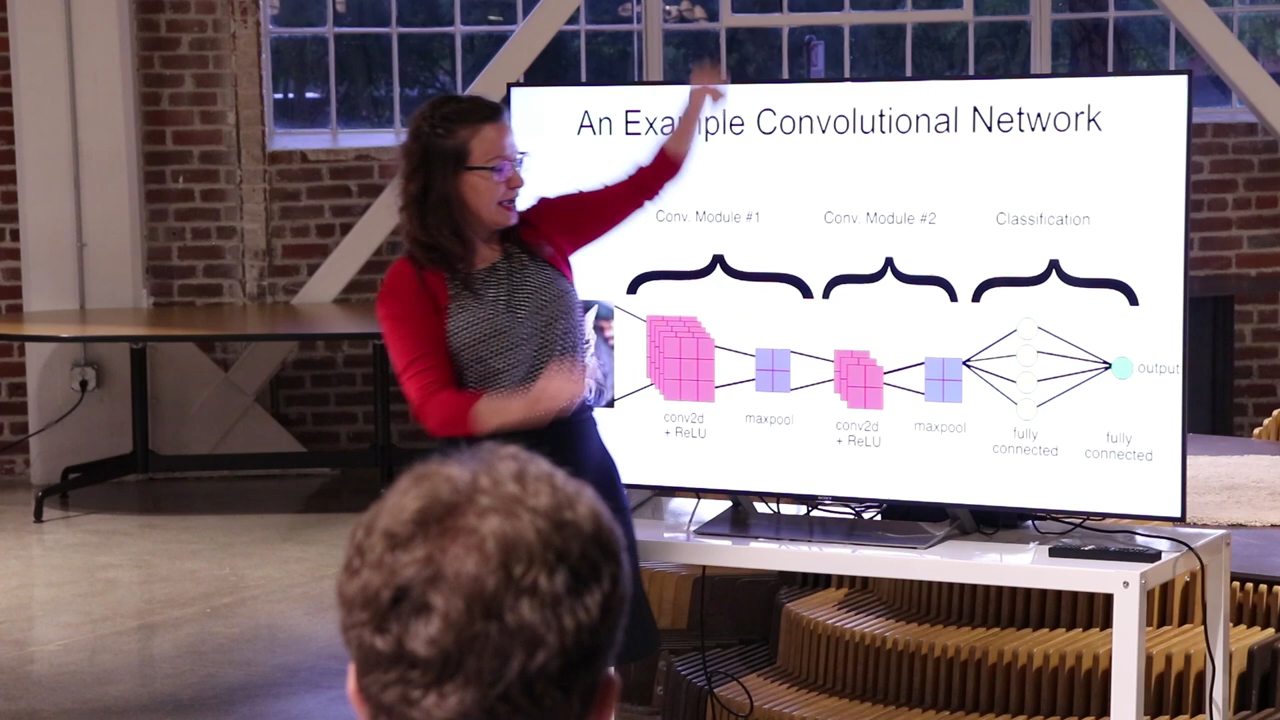 An Example Convolutional Network
Conv. Module #1
Conv. Module #2
Classification
output
conv2d
+ ReLU
maxpool
conv2d
+ ReLU
maxpool
fully
connected
fully
connected
SONY